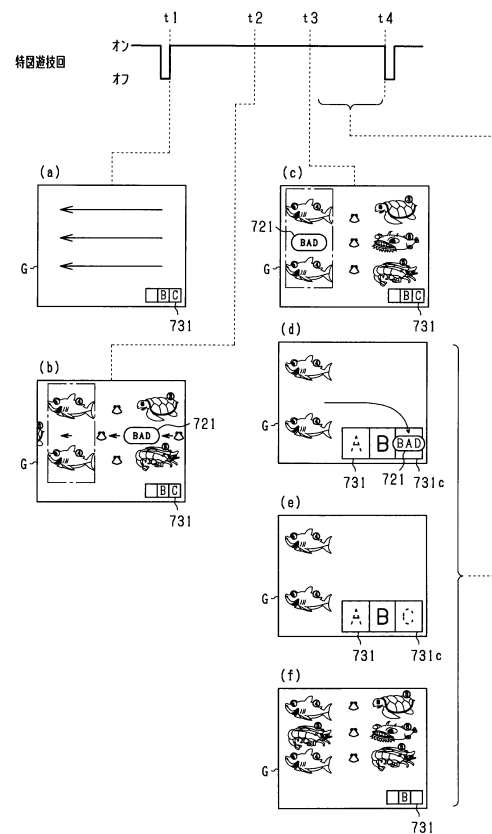 t1 t2 t3 t4
オン
特図遊技回
オフ
(a)
G
B C
731
(b)
BAD
721
G
B C
731
(c)
721
BAD
G
B C
731
(d)
G
A B BAD
731 721 731c
(e)
G
A B C
731 731c
(f)
G
B
731